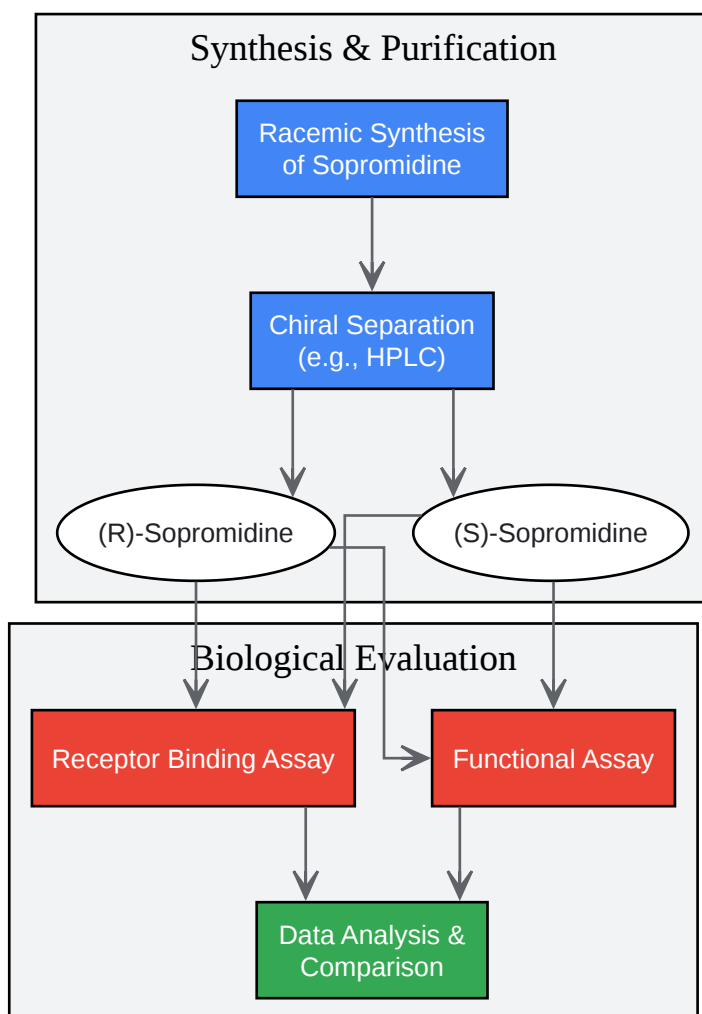 Synthesis & Purification
Racemic Synthesis
of Sopromidine
Chiral Separation
(e.g., HPLC)
(R)-Sopromidine
(S)-Sopromidine
Biological Evaluation
Receptor Binding Assay
Functional Assay
Data Analysis &
Comparison